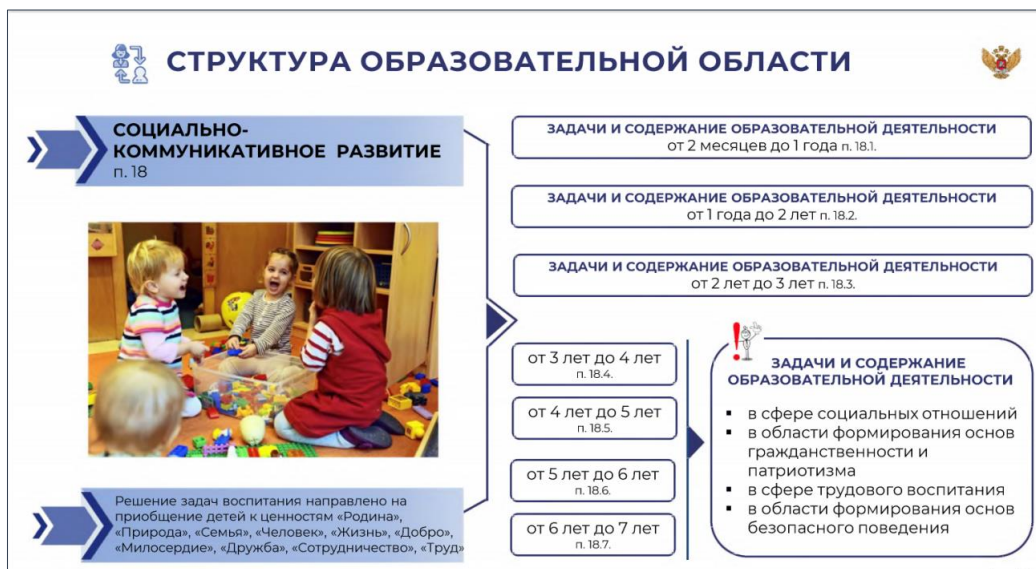 СТРУКТУРА ОБРАЗОВАТЕЛЬНОЙ ОБЛАСТИ
СОЦИАЛЬНО-
КОММУНИКАТИВНОЕ РАЗВИТИЕ
п. 18
Решение задач воспитания направлено на
приобщение детей к ценностям «Родина»,
«Природа», «Семья», «Человек», «Жизнь», «Добро»,
«Милосердие», «Дружба», «Сотрудничество», «Труд»
ЗАДАЧИ И СОДЕРЖАНИЕ ОБРАЗОВАТЕЛЬНОЙ ДЕЯТЕЛЬНОСТИ
от 2 месяцев до 1 года п. 18.1.
ЗАДАЧИ И СОДЕРЖАНИЕ ОБРАЗОВАТЕЛЬНОЙ ДЕЯТЕЛЬНОСТИ
от 1 года до 2 лет п. 18.2.
ЗАДАЧИ И СОДЕРЖАНИЕ ОБРАЗОВАТЕЛЬНОЙ ДЕЯТЕЛЬНОСТИ
от 2 лет до 3 лет п. 18.3.
от 3 лет до 4 лет
п. 18.4.
от 4 лет до 5 лет
п. 18.5.
от 5 лет до 6 лет
п. 18.6.
от 6 лет до 7 лет
п. 18.7.
ЗАДАЧИ И СОДЕРЖАНИЕ
ОБРАЗОВАТЕЛЬНОЙ ДЕЯТЕЛЬНОСТИ
▪ в сфере социальных отношений
▪ в области формирования основ
гражданственности и
патриотизма
▪ в сфере трудового воспитания
▪ в области формирования основ
безопасного поведения